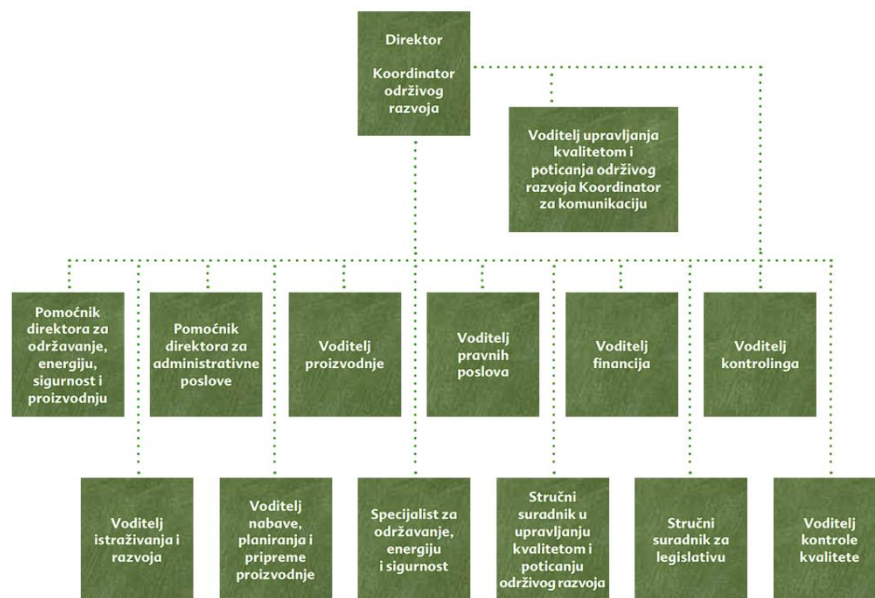 Direktor
Koordinator
održivog
razvoja
Voditelj upravljanja
kvalitetom i
poticanja održivog
razvoja Koordinator
za komunikaciju
Pomoćnik
direktora za
održavanje,
energiju,
sigurnost i
proizvodnju
Pomoćnik
direktora za
administrativne
poslove
Voditelj
proizvodnje
Voditelj
pravnih
poslova
Voditelj
financija
Voditelj
kontrolinga
Voditelj
istraživanja i
razvoja
Voditelj
nabave,
planiranja i
pripreme
proizvodnje
Specijalist za
održavanje,
energiju
i sigurnost
Stručni
suradnik u
upravljanju
kvalitetom i
poticanju
održivog razvoja
Stručni
suradnik za
legislativu
Voditelj
kontrole
kvalitete